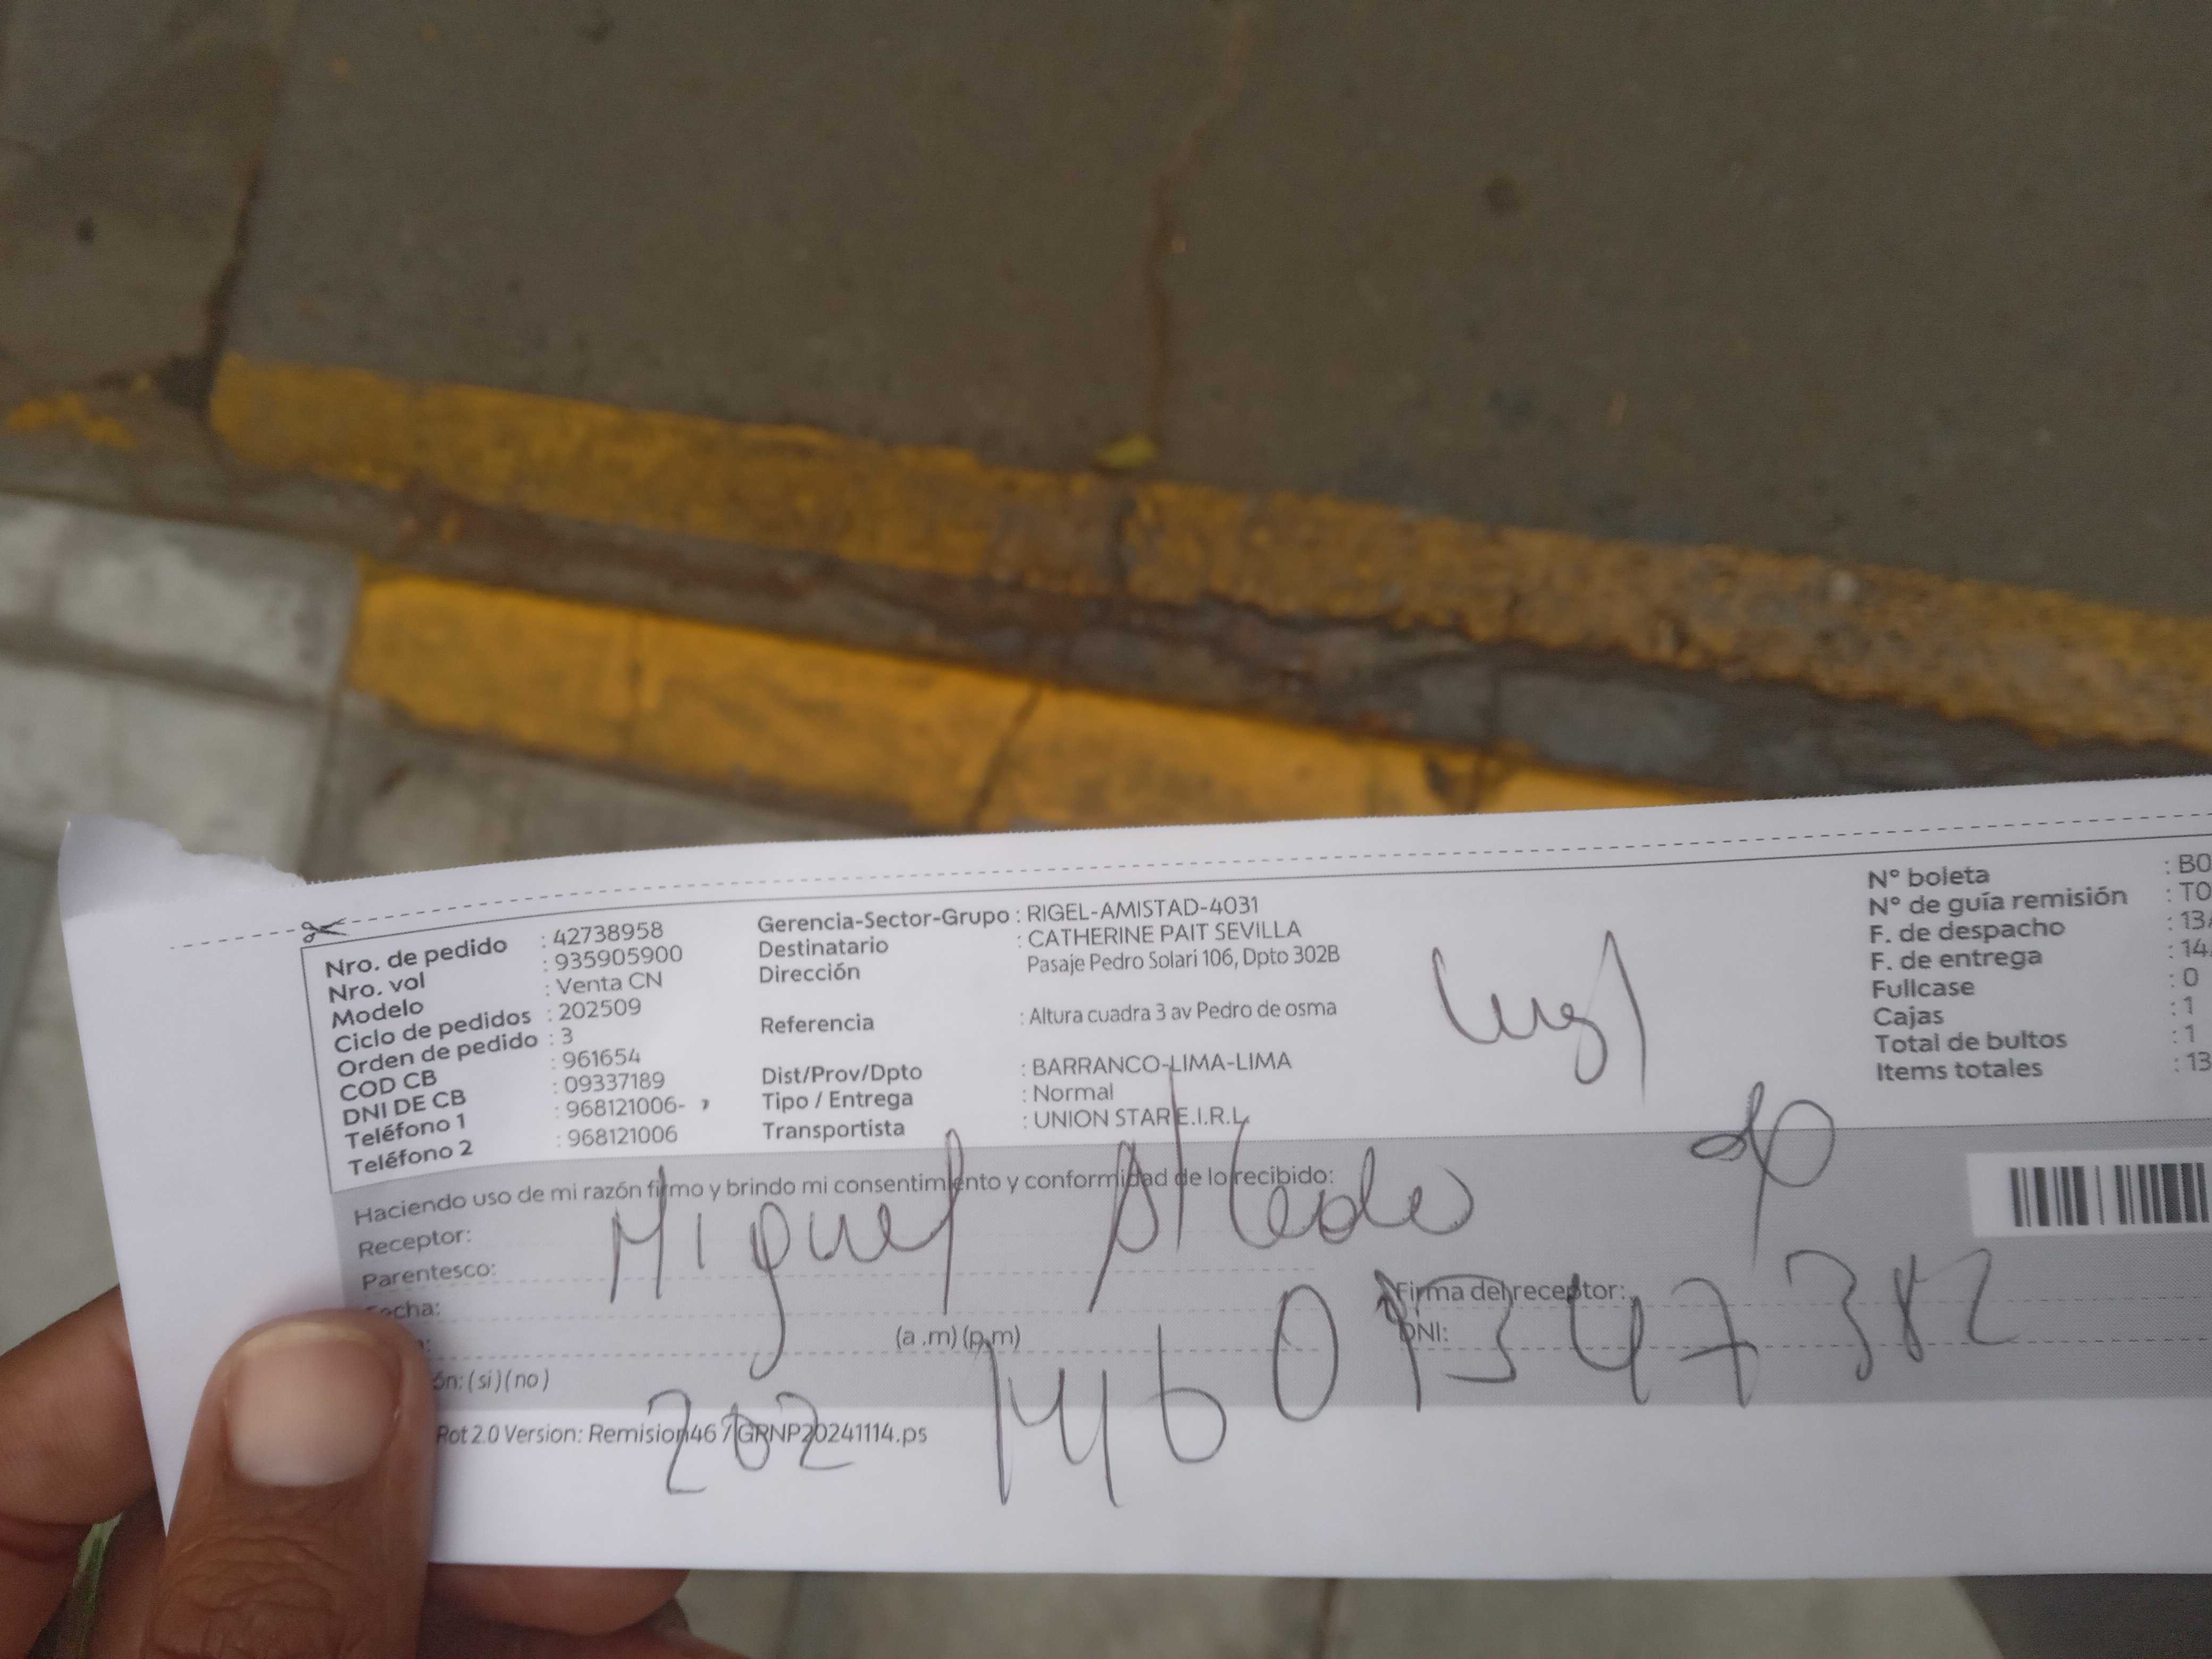 Nro. de pedido : 42738958
Nro. vol : 935905900
Modelo : Venta CN
Ciclo de pedidos : 202509
Orden de pedido : 3
COD CB : 961654
DNI DE CB : 09337189
Teléfono 1 : 968121006-
Teléfono 2 : 968121006
Gerencia-Sector-Grupo : RIGEL-AMISTAD-4031
Destinatario : CATHERINE PAIT SEVILLA
Dirección Pasaje Pedro Solari 106, Dpto 302B
Referencia : Altura cuadra 3 av Pedro de osma
Dist/Prov/Dpto : BARRANCO-LIMA-LIMA
Tipo / Entrega : Normal
Transportista : UNION STAR E.I.R.L
N° boleta : B0
N° de guía remisión : T0
F. de despacho : 13
F. de entrega : 14
Fullcase : 0
Cajas : 1
Total de bultos : 1
Items totales : 13
Haciendo uso de mi razón firmo y brindo mi consentimiento y conformidad de lo recibido:
Receptor: Miguel
Parentesco:
(a .m) (p.m)
Firma del receptor:
DNI:
(si) (no)
Rot 2.0 Version: Remision467GRNP20241114.ps
202